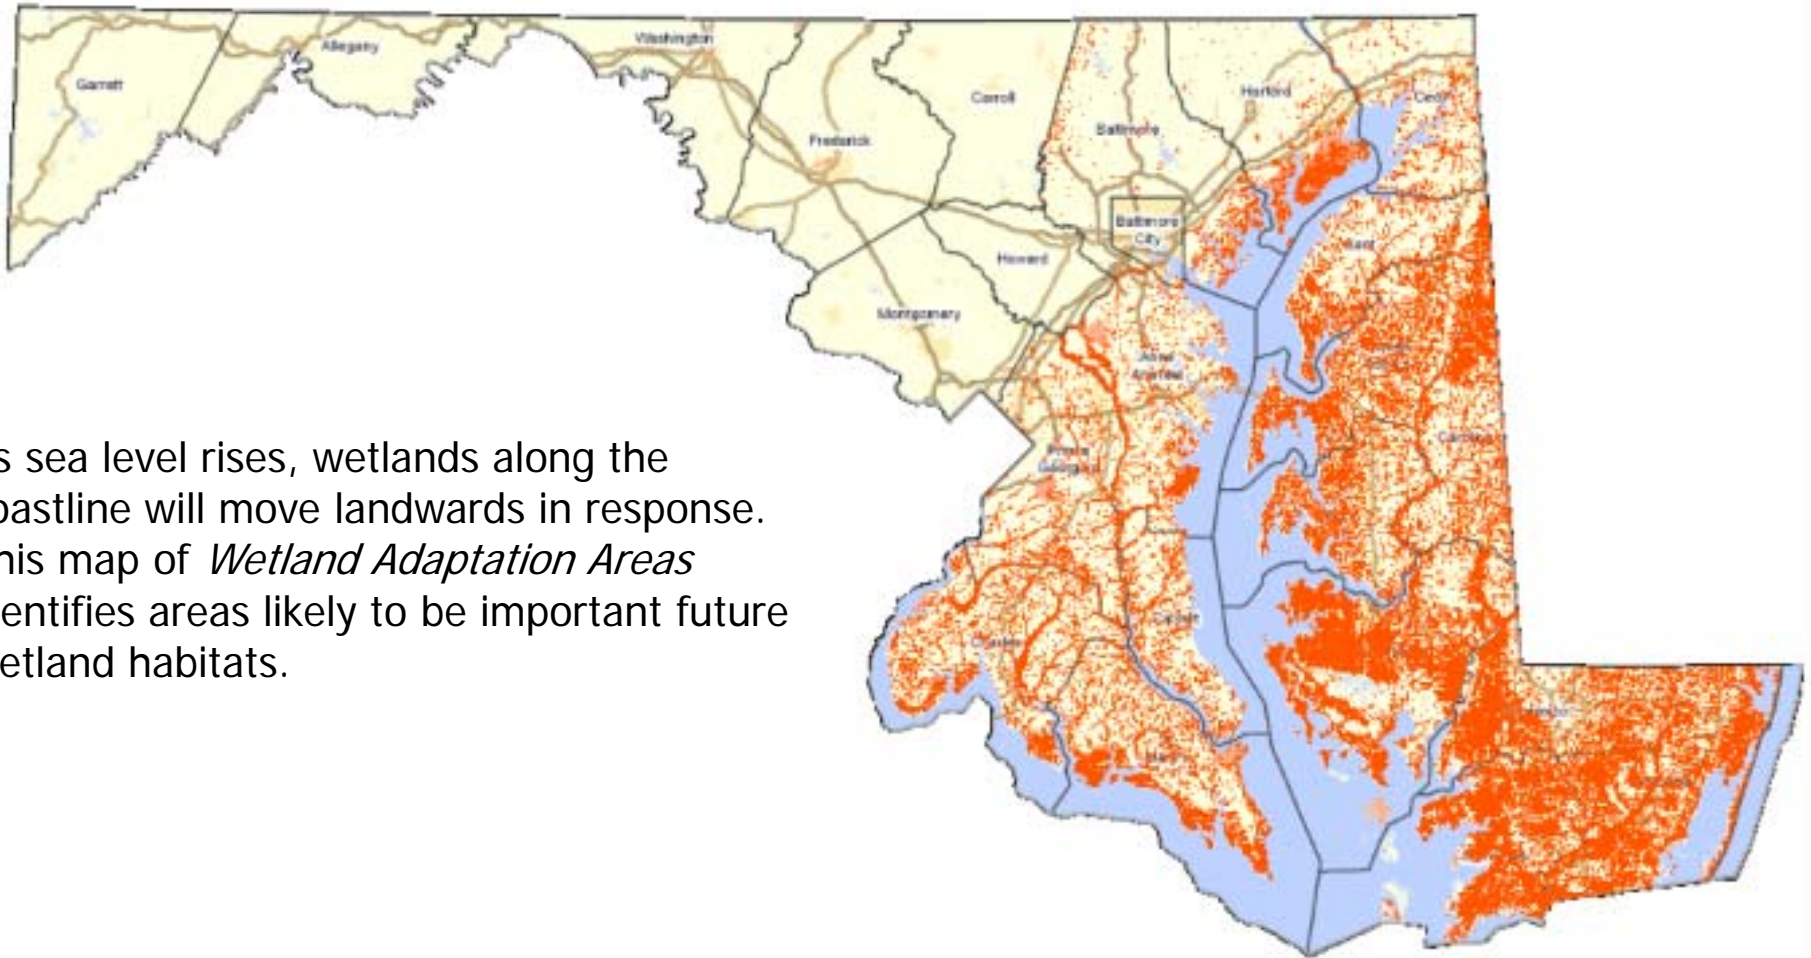 Garrett
Allegany
Washington
Frederick
Carroll
Baltimore
Harford
Cecil
Baltimore
City
Howard
Montgomery
Kent
Anne
Arundel
Prince
George's
Caroline
Calvert
Charles
s sea level rises, wetlands along the
oastline will move landwards in response.
his map of Wetland Adaptation Areas
entifies areas likely to be important future
etland habitats.